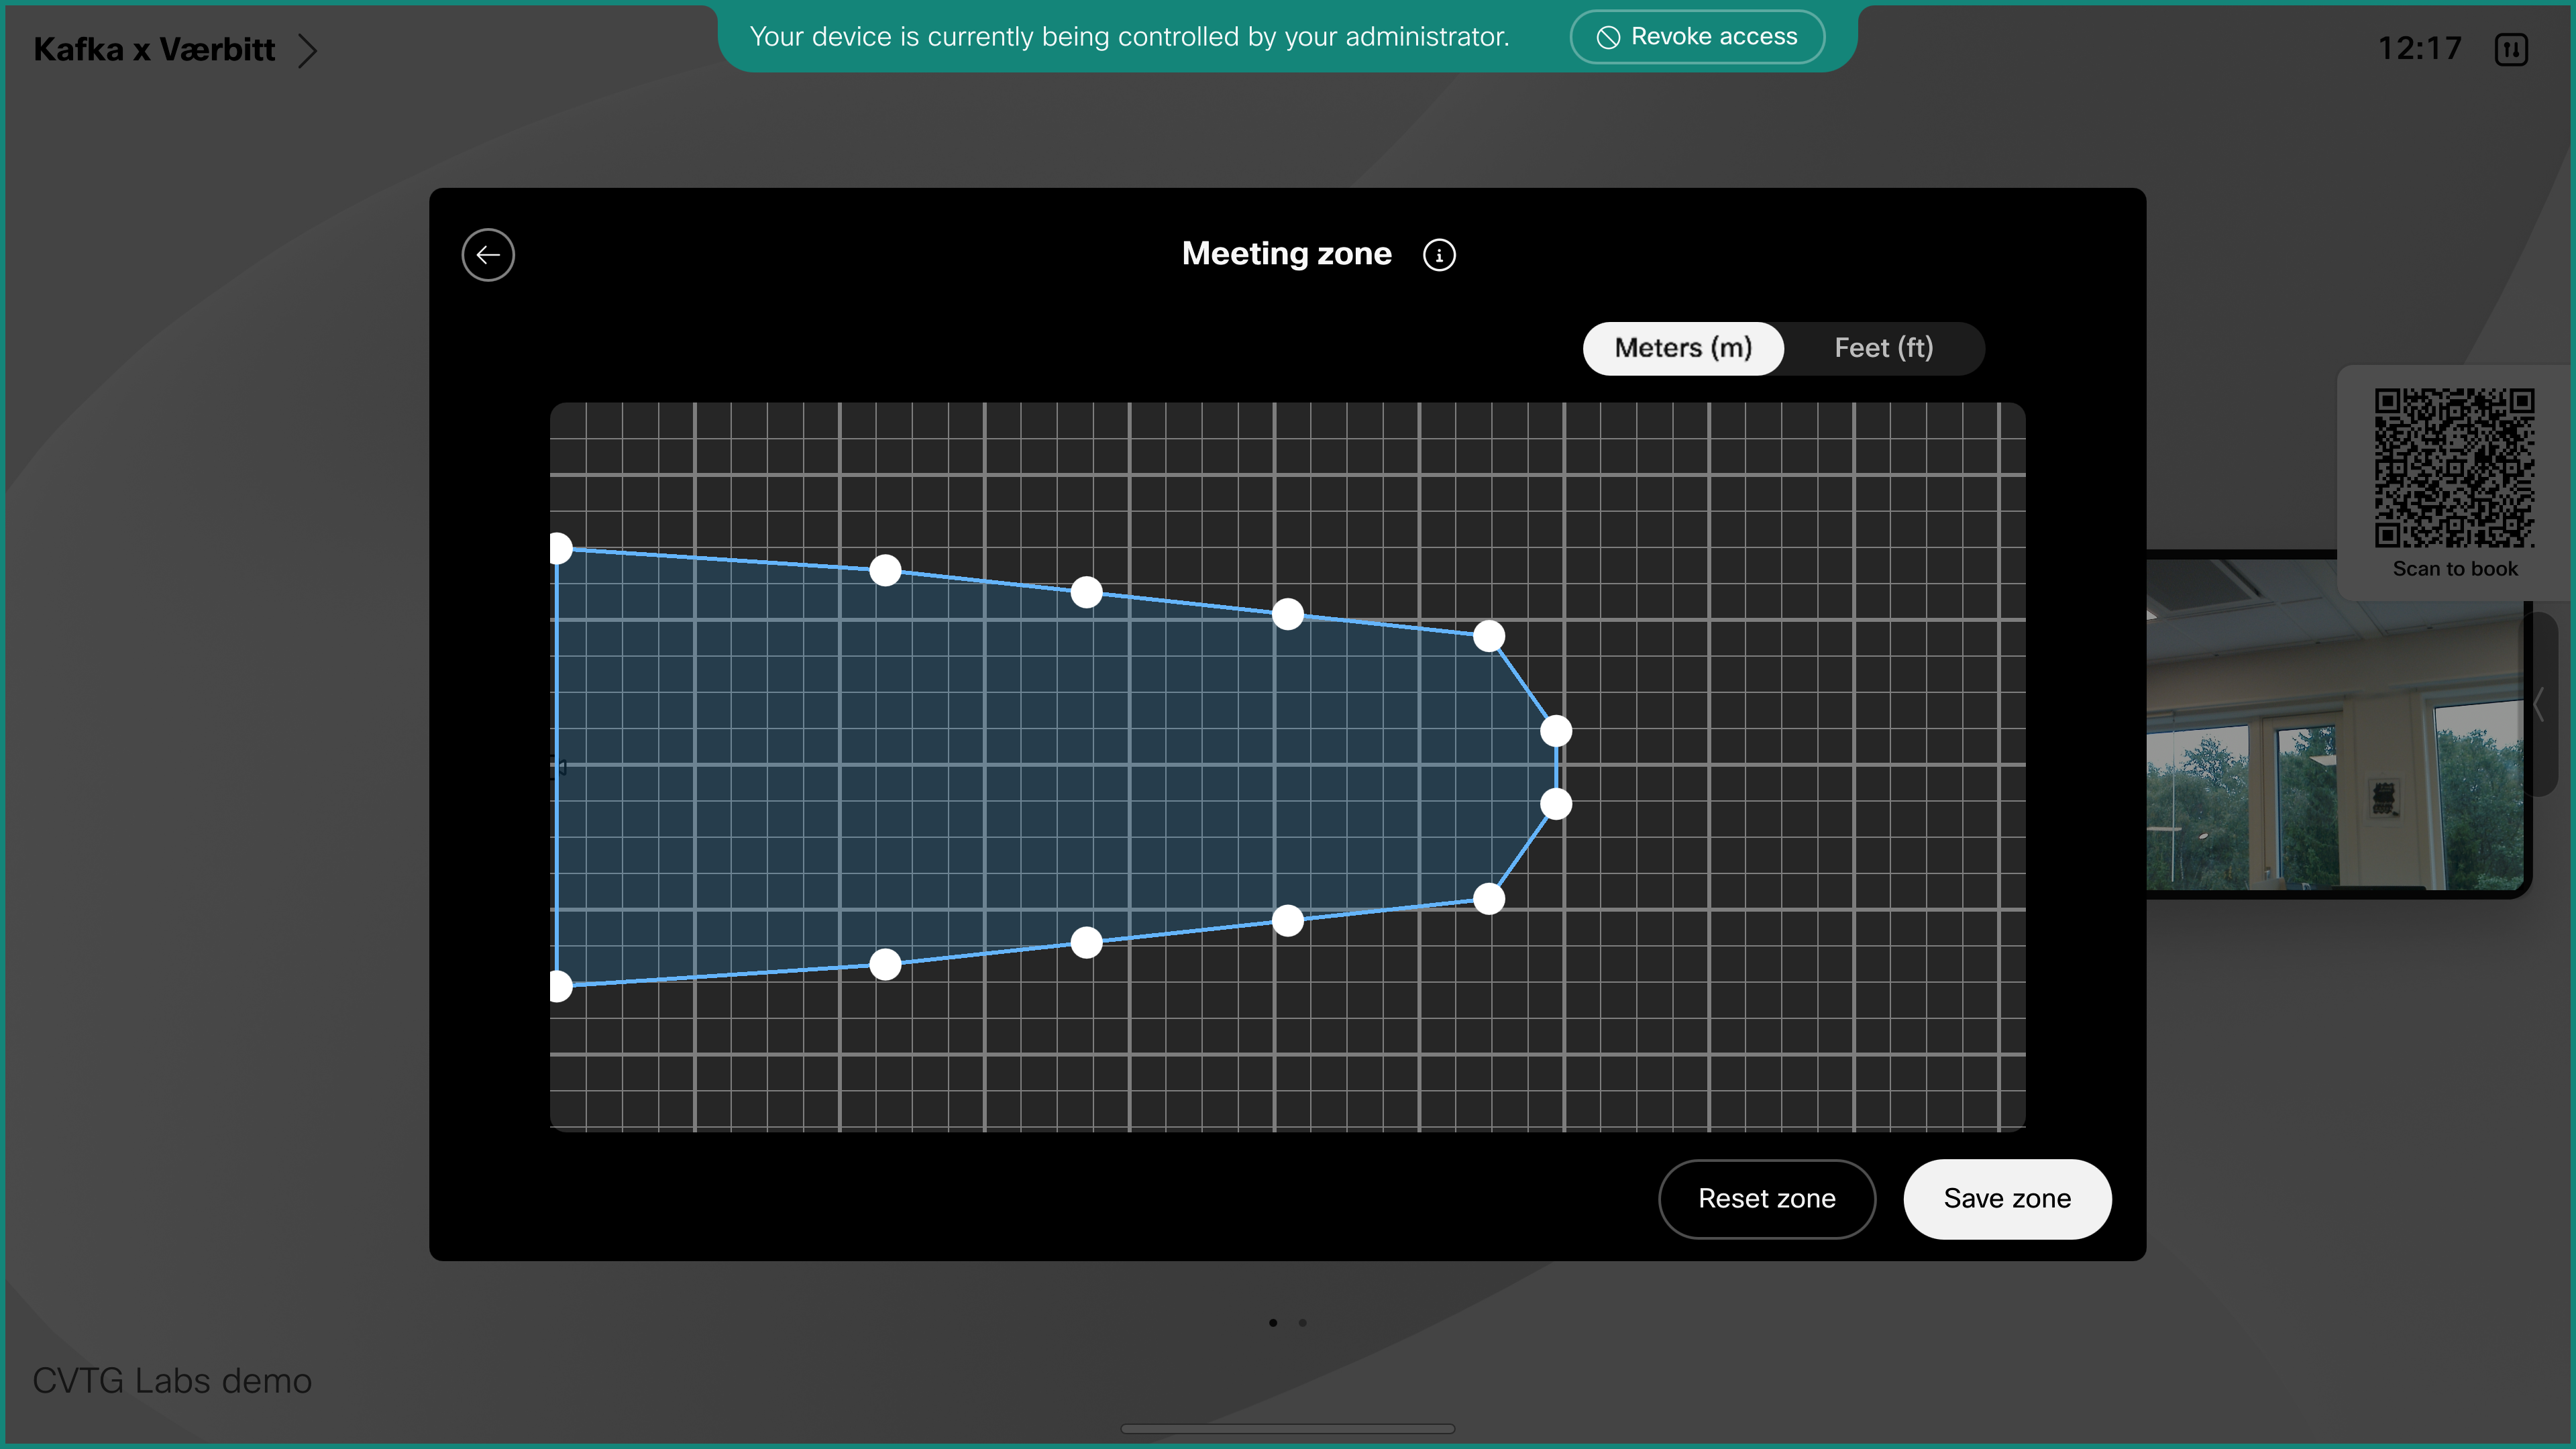 Your device is currently being controlled by your administrator. Revoke access
Kafka x Værbitt
12:17
Meeting zone
Meters (m) Feet (ft)
Scan to book
Reset zone Save zone
CVTG Labs demo